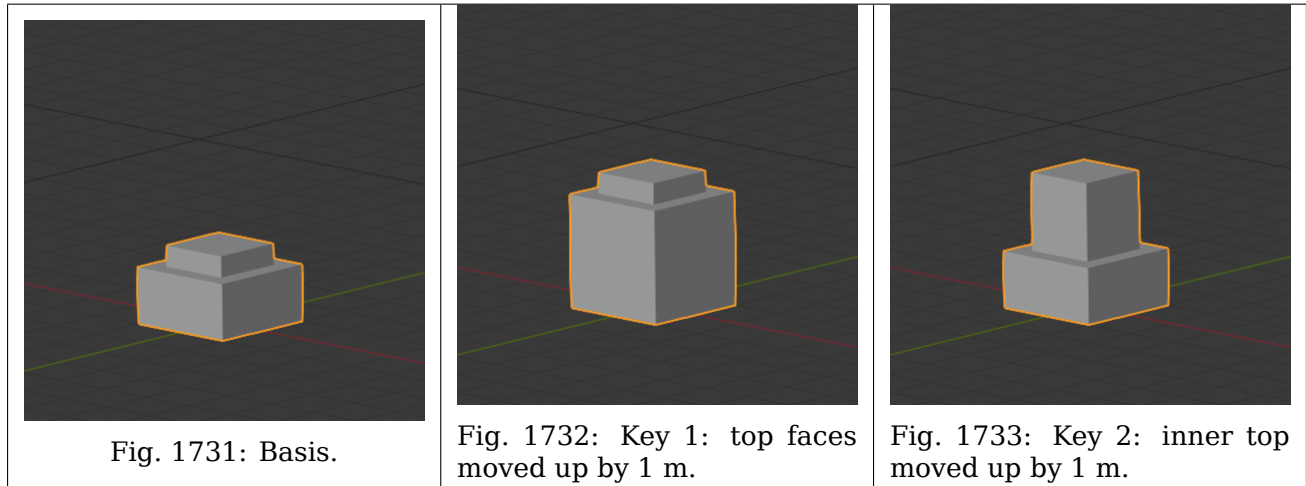 Fig. 1731: Basis.
Fig. 1732: Key 1: top faces
moved up by 1 m.
Fig. 1733: Key 2: inner top
moved up by 1 m.